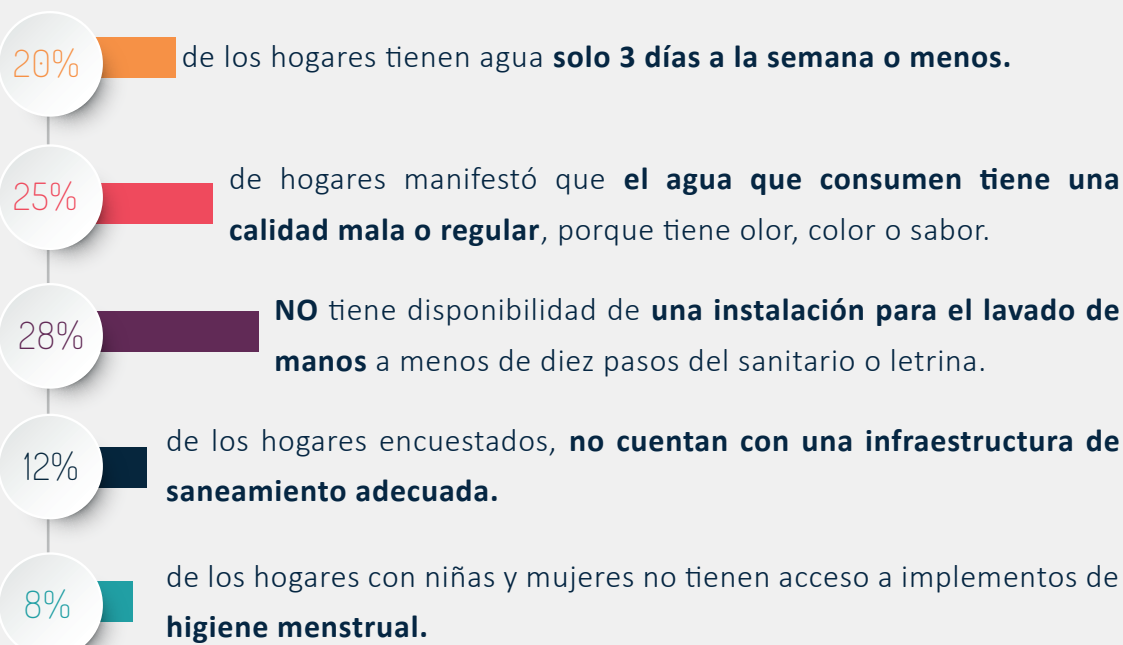 20%
de los hogares tienen agua solo 3 días a la semana o menos.
25%
de hogares manifestó que el agua que consumen tiene una
calidad mala o regular, porque tiene olor, color o sabor.
28%
NO tiene disponibilidad de una instalación para el lavado de
manos a menos de diez pasos del sanitario o letrina.
12%
de los hogares encuestados, no cuentan con una infraestructura de
saneamiento adecuada.
8%
de los hogares con niñas y mujeres no tienen acceso a implementos de
higiene menstrual.